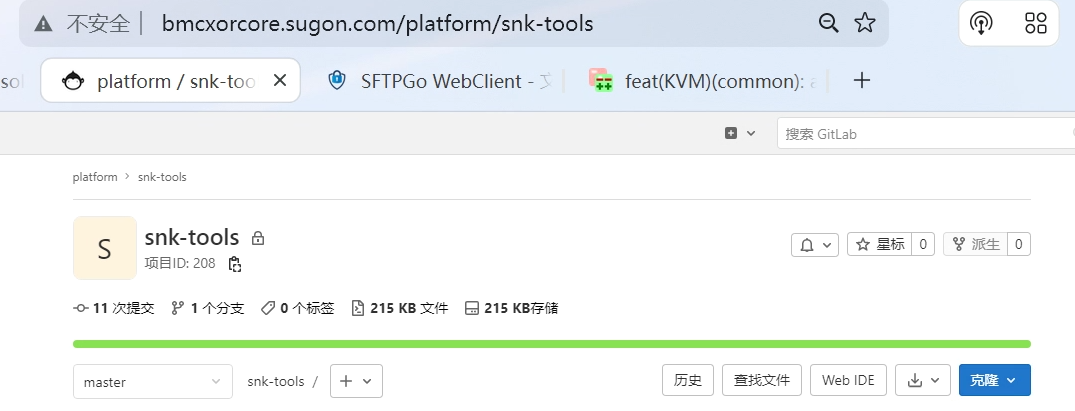 不安全 bmcxorcore.sugon.com/platform/snk-tools
sol platform / snk-too SFTPGo WebClient - 文 feat(KVM)(common): a
搜索 GitLab
platform > snk-tools
S snk-tools
项目ID: 208
星标 0 派生 0
11 次提交 1 个分支 0 个标签 215 KB 文件 215 KB存储
master snk-tools / + 历史 查找文件 Web IDE 克隆